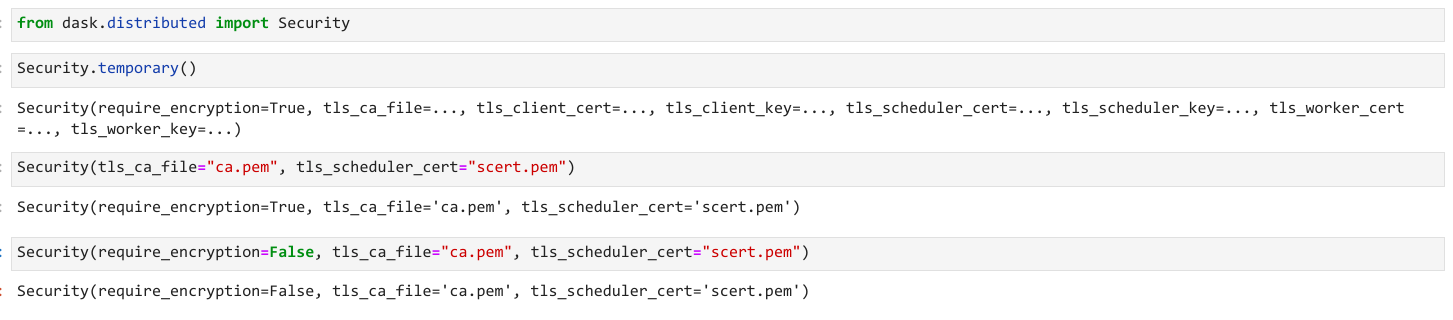 from dask.distributed import Security
Security.temporary()
Security(require_encryption=True, tls_ca_file=..., tls_client_cert=..., tls_client_key=..., tls_scheduler_cert=..., tls_scheduler_key=..., tls_worker_cert
=..., tls_worker_key=...)
Security(tls_ca_file="ca.pem", tls_scheduler_cert="scert.pem")
Security(require_encryption=True, tls_ca_file='ca.pem', tls_scheduler_cert='scert.pem')
Security(require_encryption=False, tls_ca_file="ca.pem", tls_scheduler_cert="scert.pem")
Security(require_encryption=False, tls_ca_file='ca.pem', tls_scheduler_cert='scert.pem')